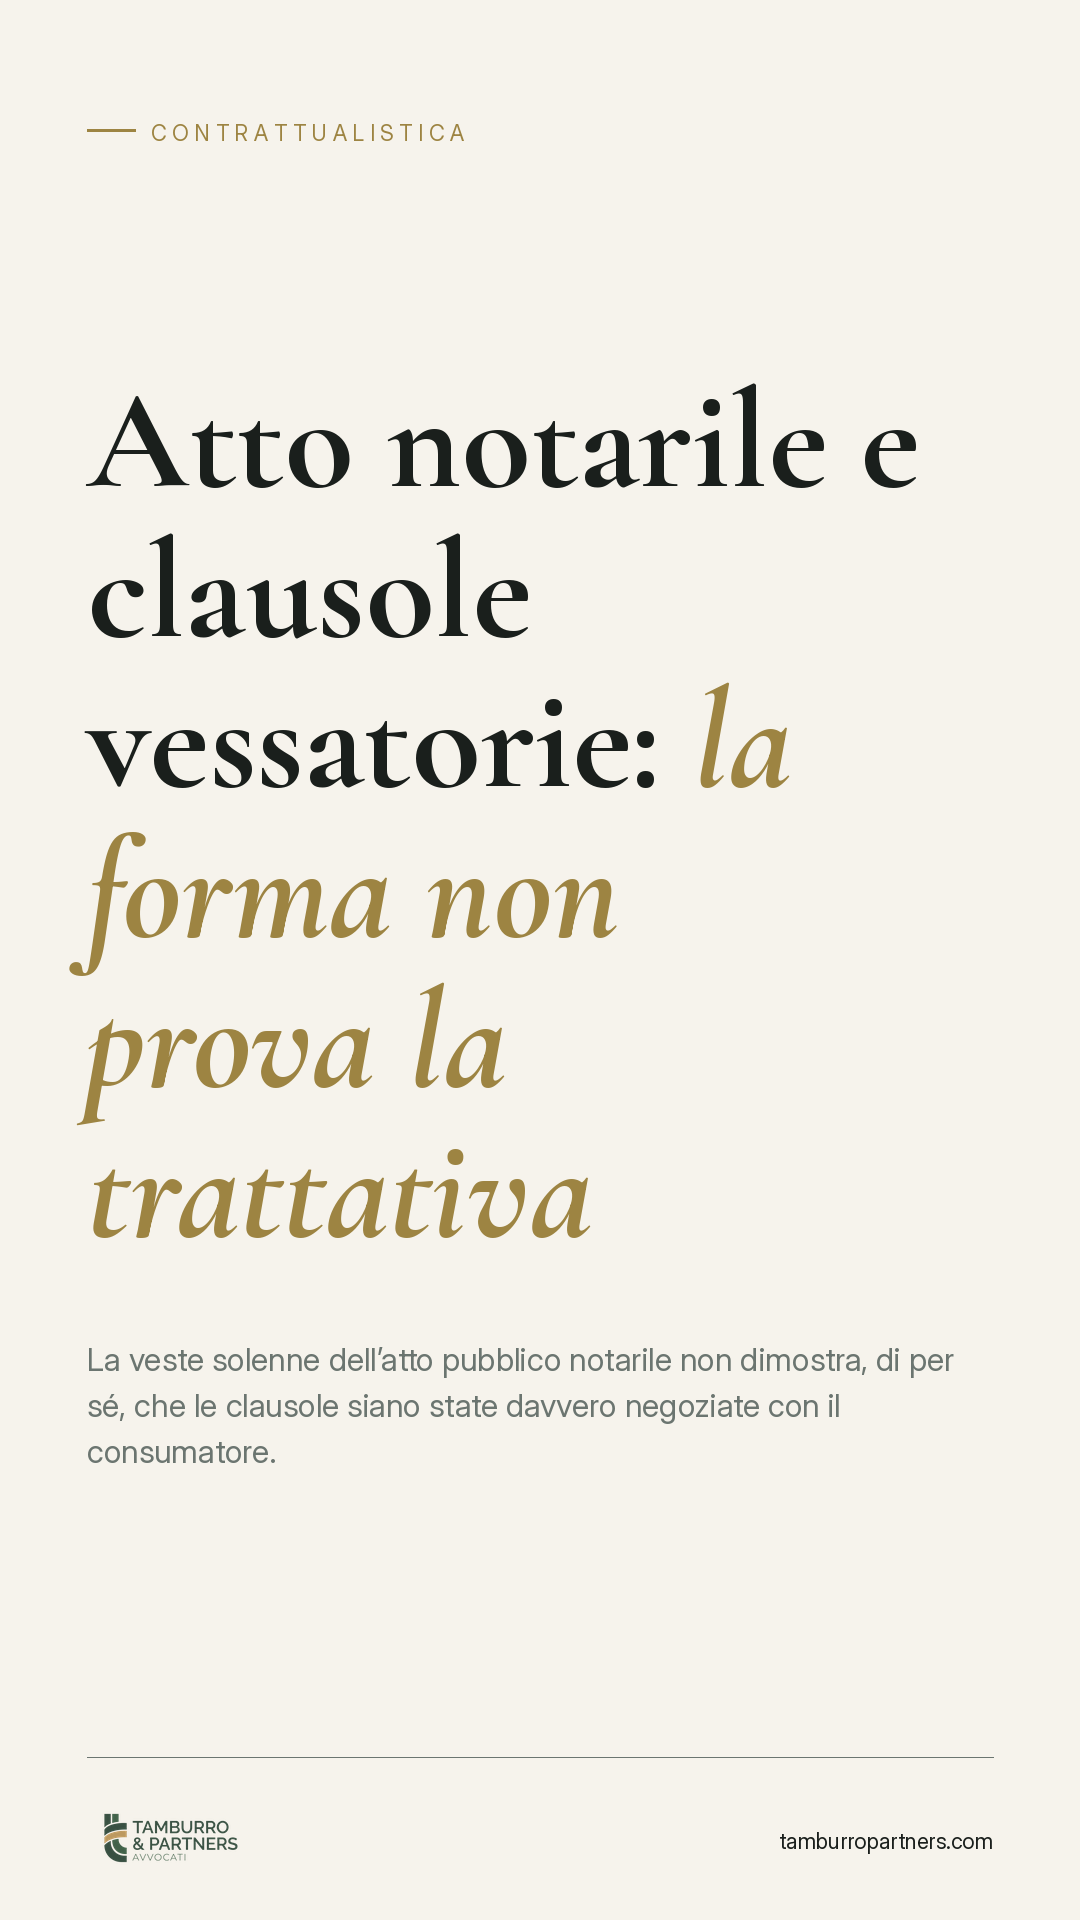 CONTRATTUALISTICA
Atto notarile e
clausole
vessatorie: la
forma non
prova la
trattativa
La veste solenne dell’atto pubblico notarile non dimostra, di per
sé, che le clausole siano state davvero negoziate con il
consumatore.
TAMBURRO
& PARTNERS
AVVOCATI
tamburropartners.com